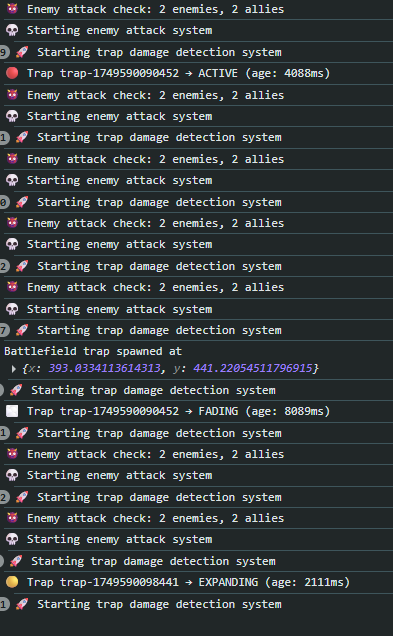 Enemy attack check: 2 enemies, 2 allies
Starting enemy attack system
9 Starting trap damage detection system
Trap trap-1749590090452 → ACTIVE (age: 4088ms)
Enemy attack check: 2 enemies, 2 allies
Starting enemy attack system
1 Starting trap damage detection system
Enemy attack check: 2 enemies, 2 allies
Starting enemy attack system
0 Starting trap damage detection system
Enemy attack check: 2 enemies, 2 allies
Starting enemy attack system
2 Starting trap damage detection system
Enemy attack check: 2 enemies, 2 allies
Starting enemy attack system
7 Starting trap damage detection system
Battlefield trap spawned at
{x: 393.0334113614313, y: 441.22054511796915}
Starting trap damage detection system
Trap trap-1749590090452 → FADING (age: 8089ms)
1 Starting trap damage detection system
Enemy attack check: 2 enemies, 2 allies
Starting enemy attack system
2 Starting trap damage detection system
Enemy attack check: 2 enemies, 2 allies
Starting enemy attack system
Starting trap damage detection system
Trap trap-1749590098441 → EXPANDING (age: 2111ms)
1 Starting trap damage detection system